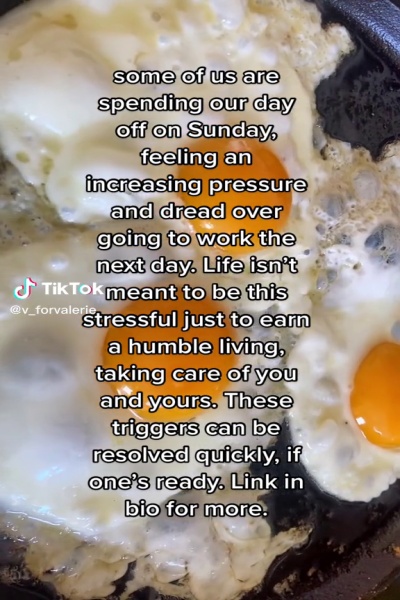 some of us are
spending our day
off on Sunday,
feeling an
increasing pressure
and dread over
going to work the
next day. Life isn't
TikTok
meant to be this
@v_forvalerie
stressful just to earn
a humble living,
taking care of you
and yours. These
triggers can be
resolved quickly, if
one's ready. Link in
bio for more.